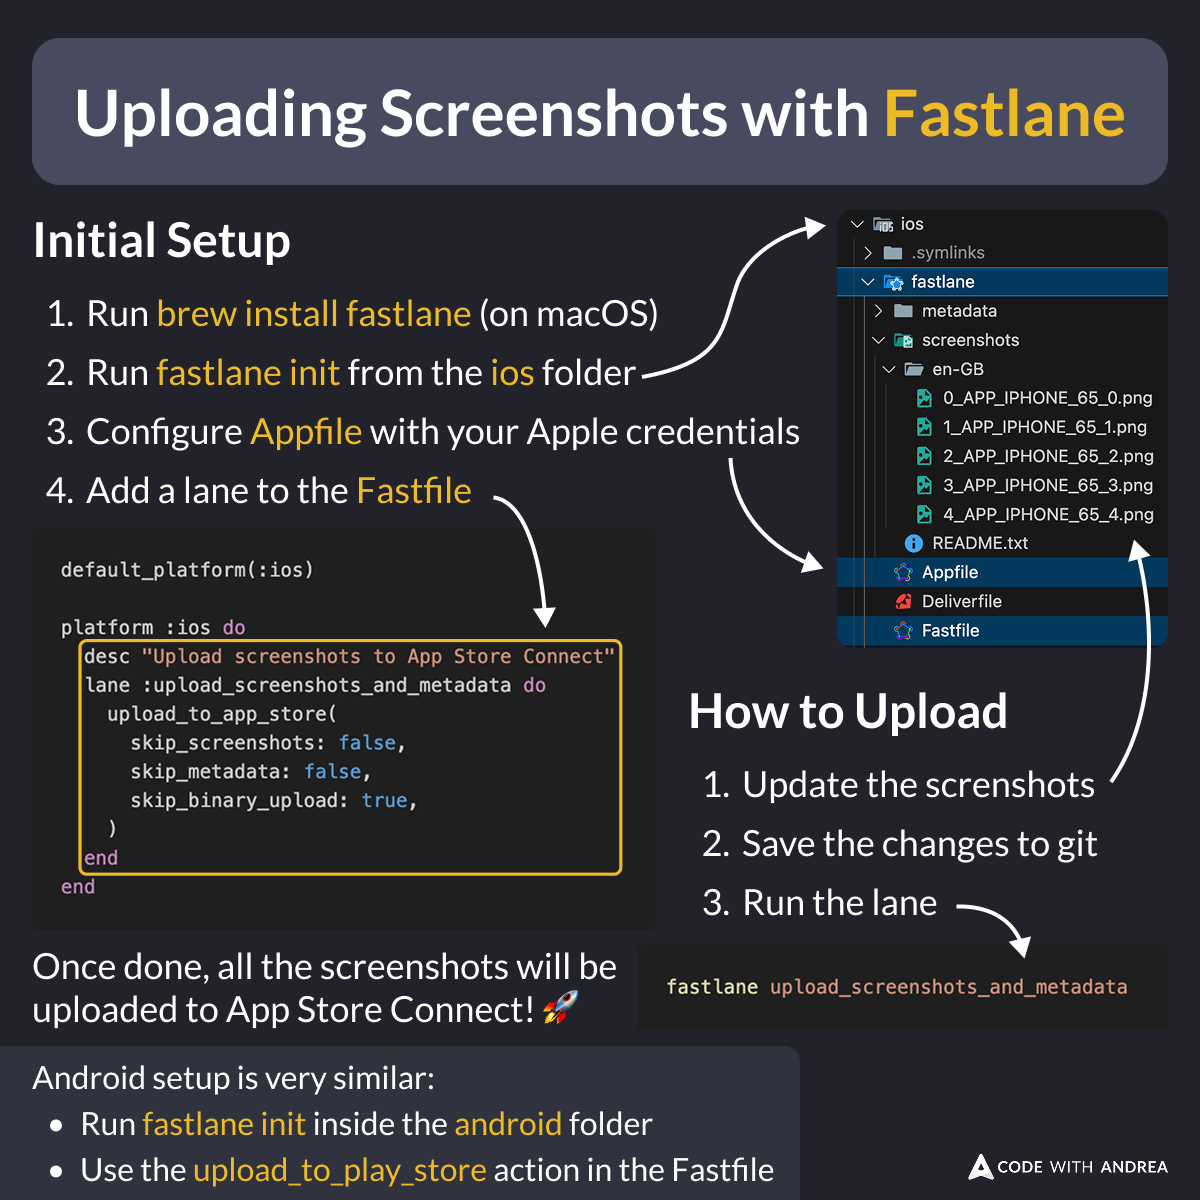 Uploading Screenshots with Fastlane
Initial Setup
1. Run brew install fastlane (on macOS)
2. Run fastlane init from the ios folder
3. Configure Appfile with your Apple credentials
4. Add a lane to the Fastfile
default_platform(:ios)
platform :ios do
desc "Upload screenshots to App Store Connect"
lane :upload_screenshots_and_metadata do
upload_to_app_store(
skip_screenshots: false,
skip_metadata: false,
skip_binary_upload: true,
)
end
end
Once done, all the screenshots will be
uploaded to App Store Connect! 🚀
ios
.symlinks
fastlane
metadata
screenshots
en-GB
0_APP_IPHONE_65_0.png
1_APP_IPHONE_65_1.png
2_APP_IPHONE_65_2.png
3_APP_IPHONE_65_3.png
4_APP_IPHONE_65_4.png
README.txt
Appfile
Deliverfile
Fastfile
How to Upload
1. Update the screnshots
2. Save the changes to git
3. Run the lane
fastlane upload_screenshots_and_metadata
Android setup is very similar:
• Run fastlane init inside the android folder
• Use the upload_to_play_store action in the Fastfile
CODE WITH ANDREA